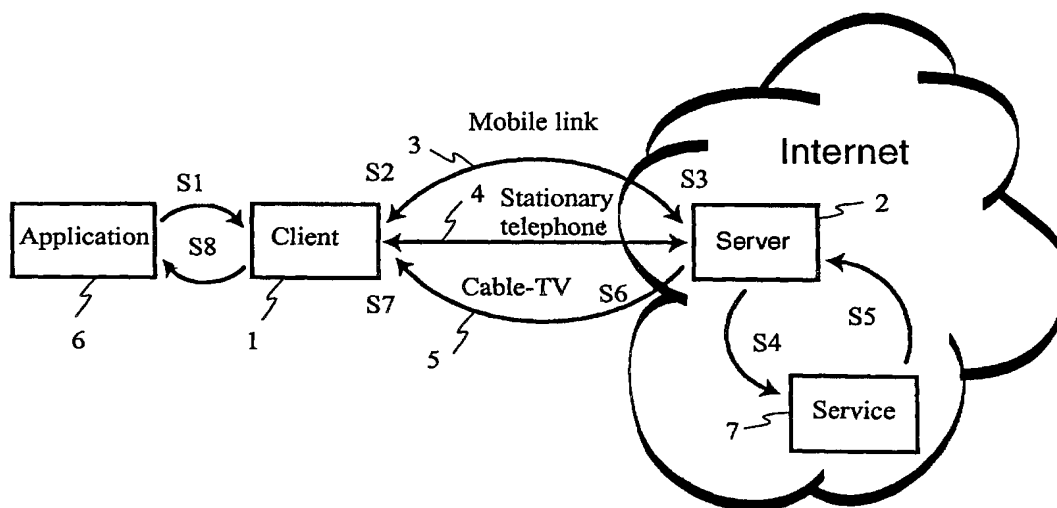 Mobile link
Internet
3
S1
S2
4
S3
Stationary
telephone
2
Application
S8
Client
Server
S7
Cable-TV
S6
S5
6
1
5
S4
7
Service